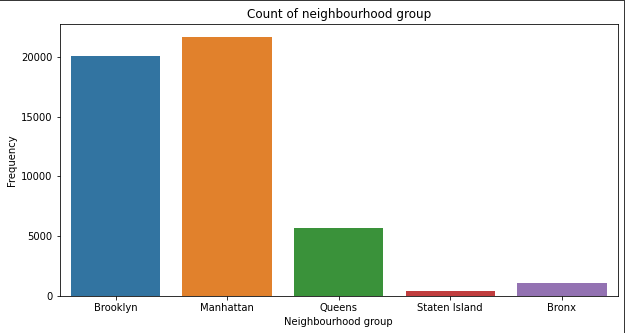 Count of neighbourhood group
Frequency
20000
15000
10000
5000
0
Brooklyn
Manhattan
Queens
Staten Island
Bronx
Neighbourhood group